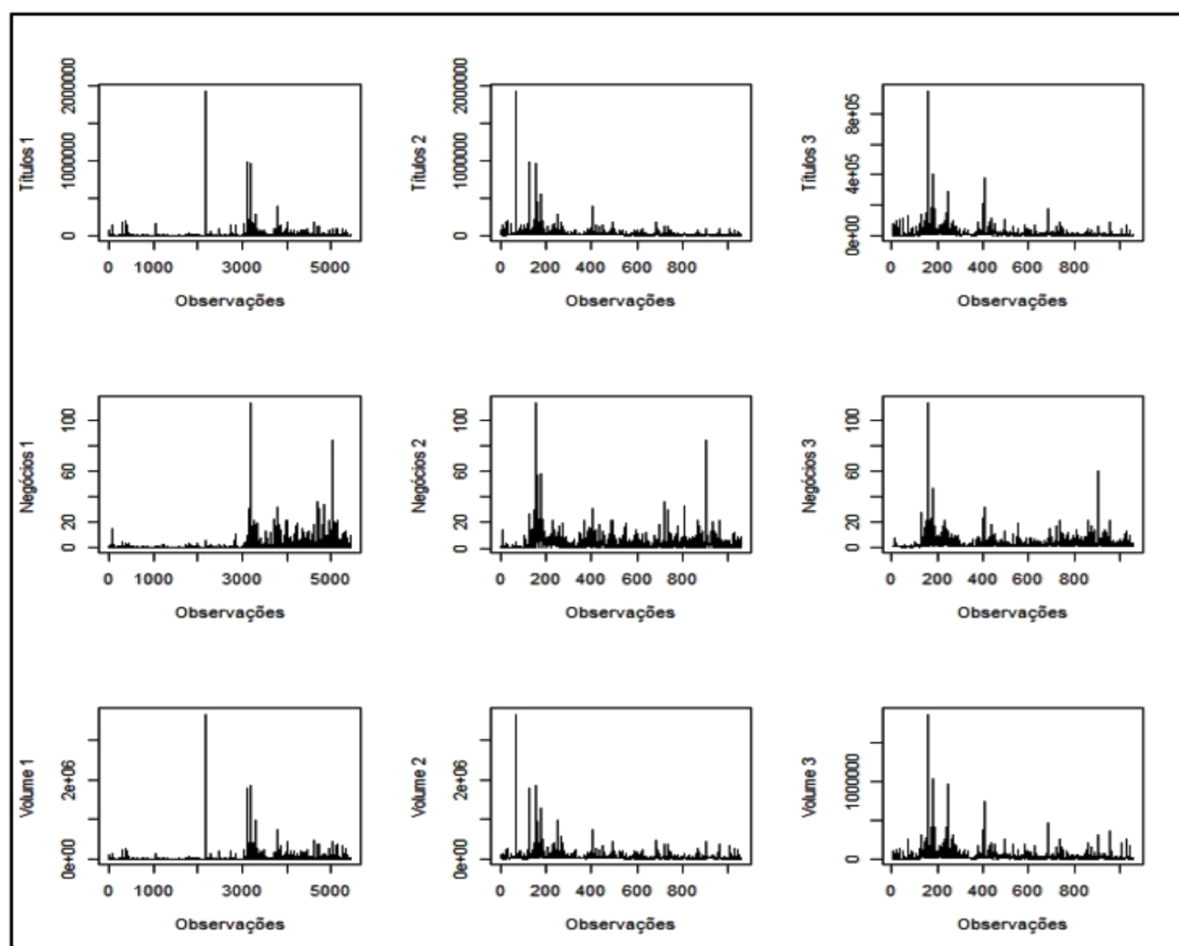 Títulos 1
2000000
1000000
0
0 1000 3000 5000
Observações
Títulos 2
2000000
1000000
0
0 200 400 600 800
Observações
Títulos 3
8e+05
4e+05
0e+00
0 200 400 600 800
Observações
Negócios 1
100
60
20
0
0 1000 3000 5000
Observações
Negócios 2
100
60
20
0
0 200 400 600 800
Observações
Negócios 3
100
60
20
0
0 200 400 600 800
Observações
Volume 1
2e+06
0e+00
0 1000 3000 5000
Observações
Volume 2
2e+06
0e+00
0 200 400 600 800
Observações
Volume 3
1000000
0
0 200 400 600 800
Observações